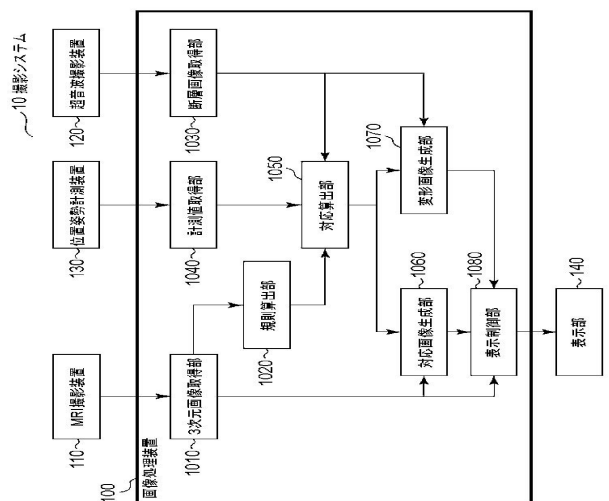 10 撮影システム
110
MRI撮影装置
130
位置姿勢計測装置
120
超音波撮影装置
100
画像処理装置
1010
3次元画像取得部
1040
計測値取得部
1030
断層画像取得部
1020
規則算出部
1050
対応算出部
1060
対応画像生成部
1070
変形画像生成部
1080
表示制御部
140
表示部